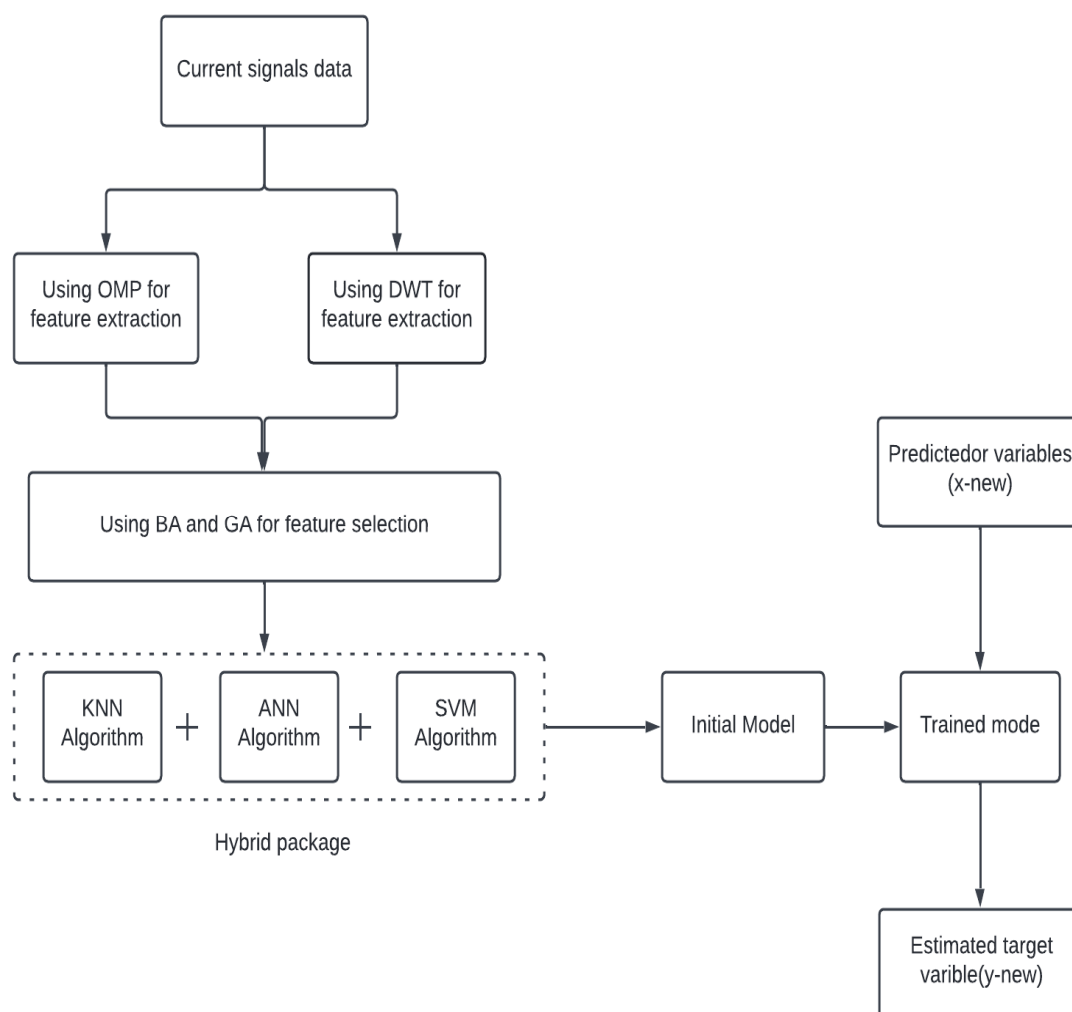 Current signals data
Using OMP for
feature extraction
Using DWT for
feature extraction
Using BA and GA for feature selection
KNN
Algorithm
+
ANN
Algorithm
+
SVM
Algorithm
Hybrid package
Initial Model
Predictedor variables
(x-new)
Trained mode
Estimated target
varible(y-new)